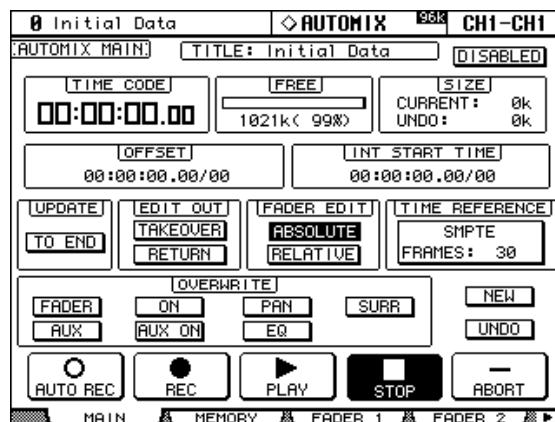 0 Initial Data ◇AUTOMIX 96K CH1-CH1
AUTOMIX MAIN TITLE: Initial Data DISABLED
TIME CODE FREE SIZE
00:00:00.00 1021k( 99%) CURRENT: 0k
UNDO: 0k
OFFSET INT START TIME
00:00:00.00/00 00:00:00.00/00
UPDATE EDIT OUT FADER EDIT TIME REFERENCE
TO END TAKEOVER ABSOLUTE SMPTE
RETURN RELATIVE FRAMES: 30
OVERWRITE
FADER ON PAN SURR NEW
AUX AUX ON EQ UNDO
AUTO REC REC PLAY STOP ABORT
MAIN MEMORY FADER 1 FADER 2